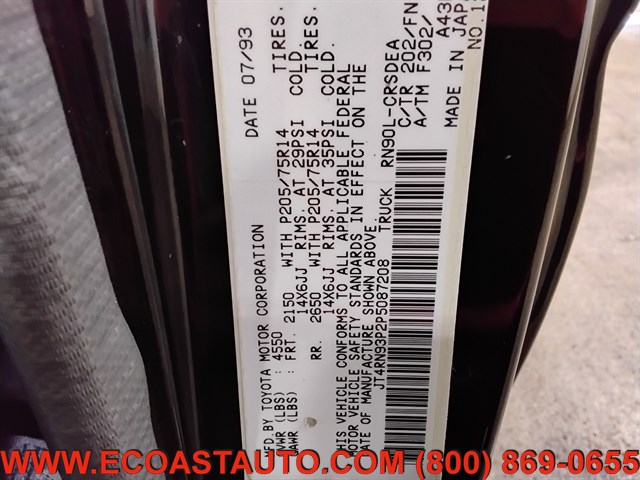 MFD BY TOYOTA MOTOR CORPORATION DATE 07/93
GVWR (LBS) : 4550
GAWR (LBS) : FRT. 2150 WITH P205/75R14 TIRES.
14X6JJ RIMS. AT 29PSI COLD.
RR. 2650 WITH P205/75R14 TIRES.
14X6JJ RIMS. AT 35PSI COLD.
THIS VEHICLE CONFORMS TO ALL APPLICABLE FEDERAL
MOTOR VEHICLE SAFETY STANDARDS IN EFFECT ON THE
DATE OF MANUFACTURE SHOWN ABOVE.
JT4RN93P2P5087208 TRUCK RN90L-CRSDEA
C/TR 202/FN
A/TM F302/
MADE IN JAPA
WWW.ECOASTAUTO.COM (800) 869-0655